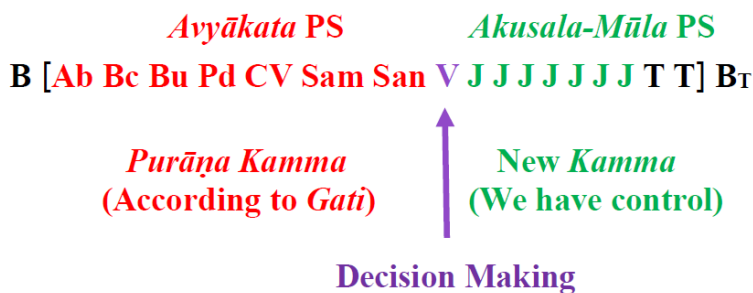 Avyākata PS Akusala-Mūla PS
B [Ab Bc Bu Pd CV Sam San V J J J J J J J T T] BT
Purāṇa Kamma New Kamma
(According to Gati) (We have control)
Decision Making